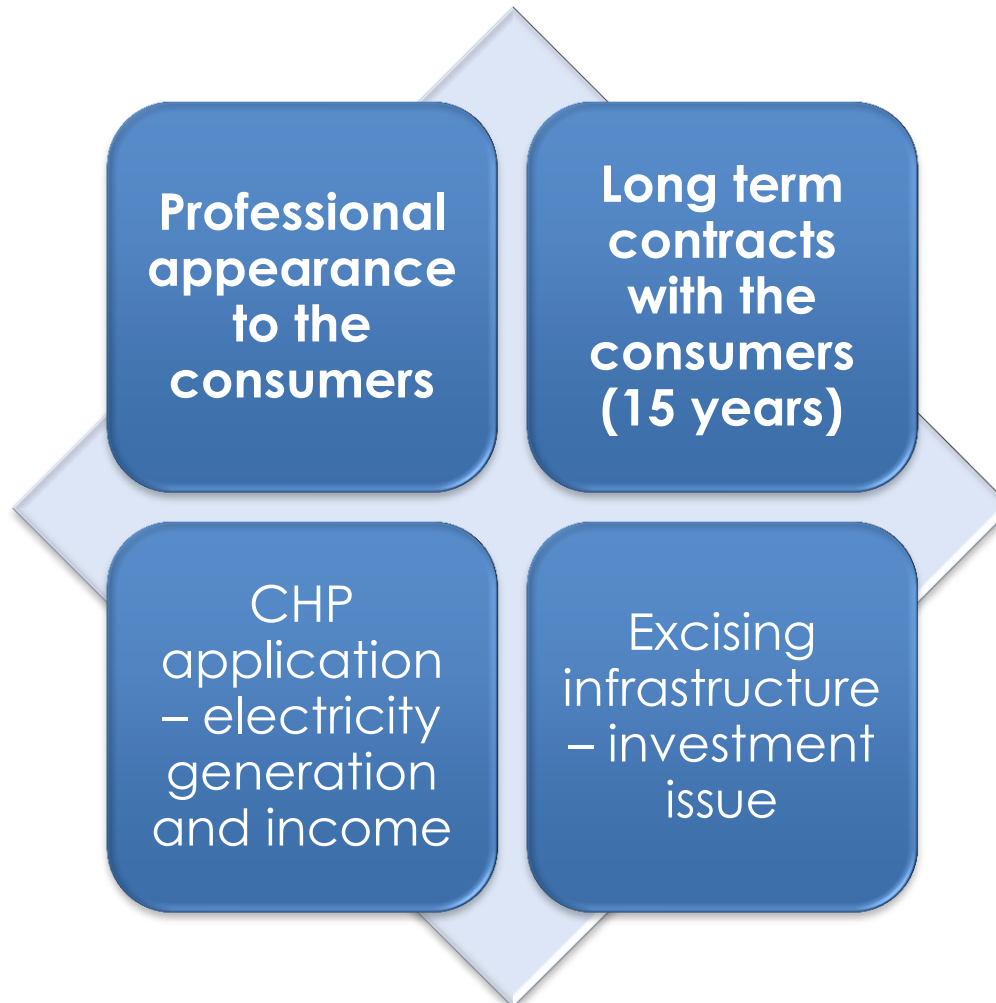 Professional
appearance
to the
consumers
Long term
contracts
with the
consumers
(15 years)
CHP
application
– electricity
generation
and income
Excising
infrastructure
– investment
issue